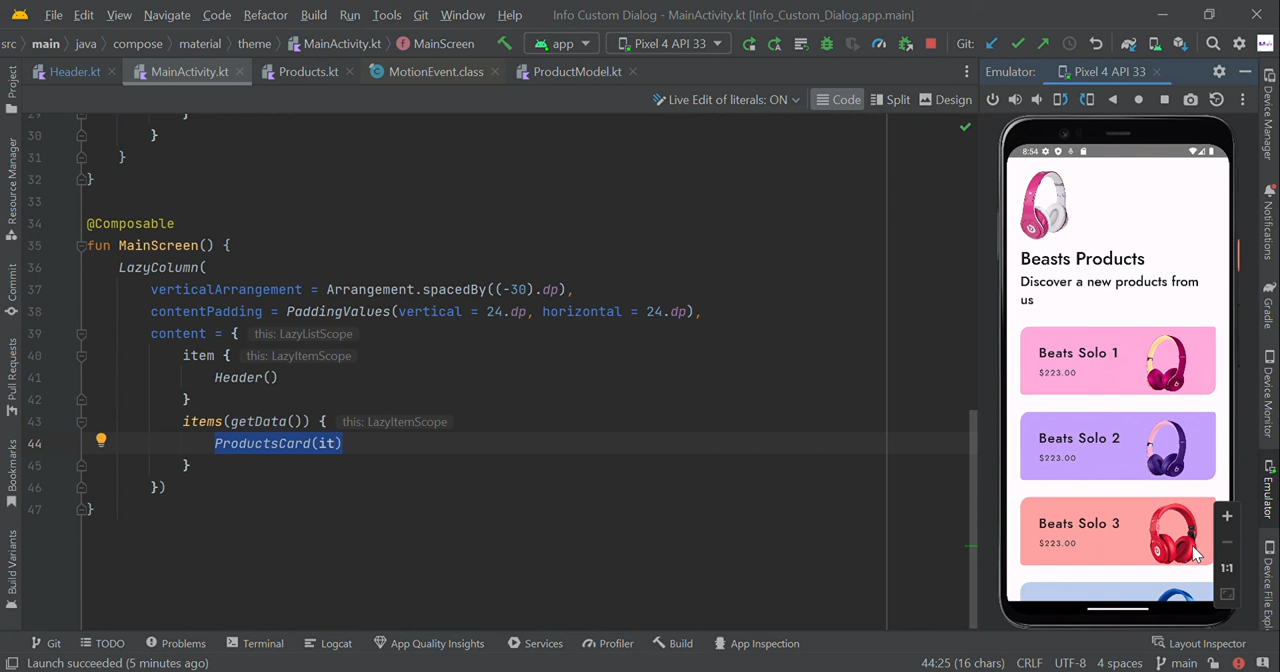 File Edit View Navigate Code Refactor Build Run Tools Git Window Help Info Custom Dialog - MainActivity.kt [Info_Custom_Dialog.app.main]
src main java compose material theme MainActivity.kt MainScreen app Pixel 4 API 33 Git:
Header.kt MainActivity.kt Products.kt MotionEvent.class ProductModel.kt Emulator: Pixel 4 API 33
Live Edit of literals: ON Code Split Design
Project
Resource Manager
Commit
Pull Requests
Bookmarks
Build Variants
29 }
30 }
31 }
32 }
33
34 @Composable
35 fun MainScreen() {
36 LazyColumn(
37 verticalArrangement = Arrangement.spacedBy((-30).dp),
38 contentPadding = PaddingValues(vertical = 24.dp, horizontal = 24.dp),
39 content = { this: LazyListScope
40 item { this: LazyItemScope
41 Header()
42 }
43 items(getData()) { this: LazyItemScope
44 ProductsCard(it)
45 }
46 })
47 }
8:54
Beasts Products
Discover a new products from
us
Beats Solo 1
$223.00
Beats Solo 2
$223.00
Beats Solo 3
$223.00
1:1
Device Manager
Notifications
Gradle
Device Monitor
Emulator
Device File Explorer
Git TODO Problems Terminal Logcat App Quality Insights Services Profiler Build App Inspection Layout Inspector
Launch succeeded (5 minutes ago) 44:25 (16 chars) CRLF UTF-8 4 spaces main